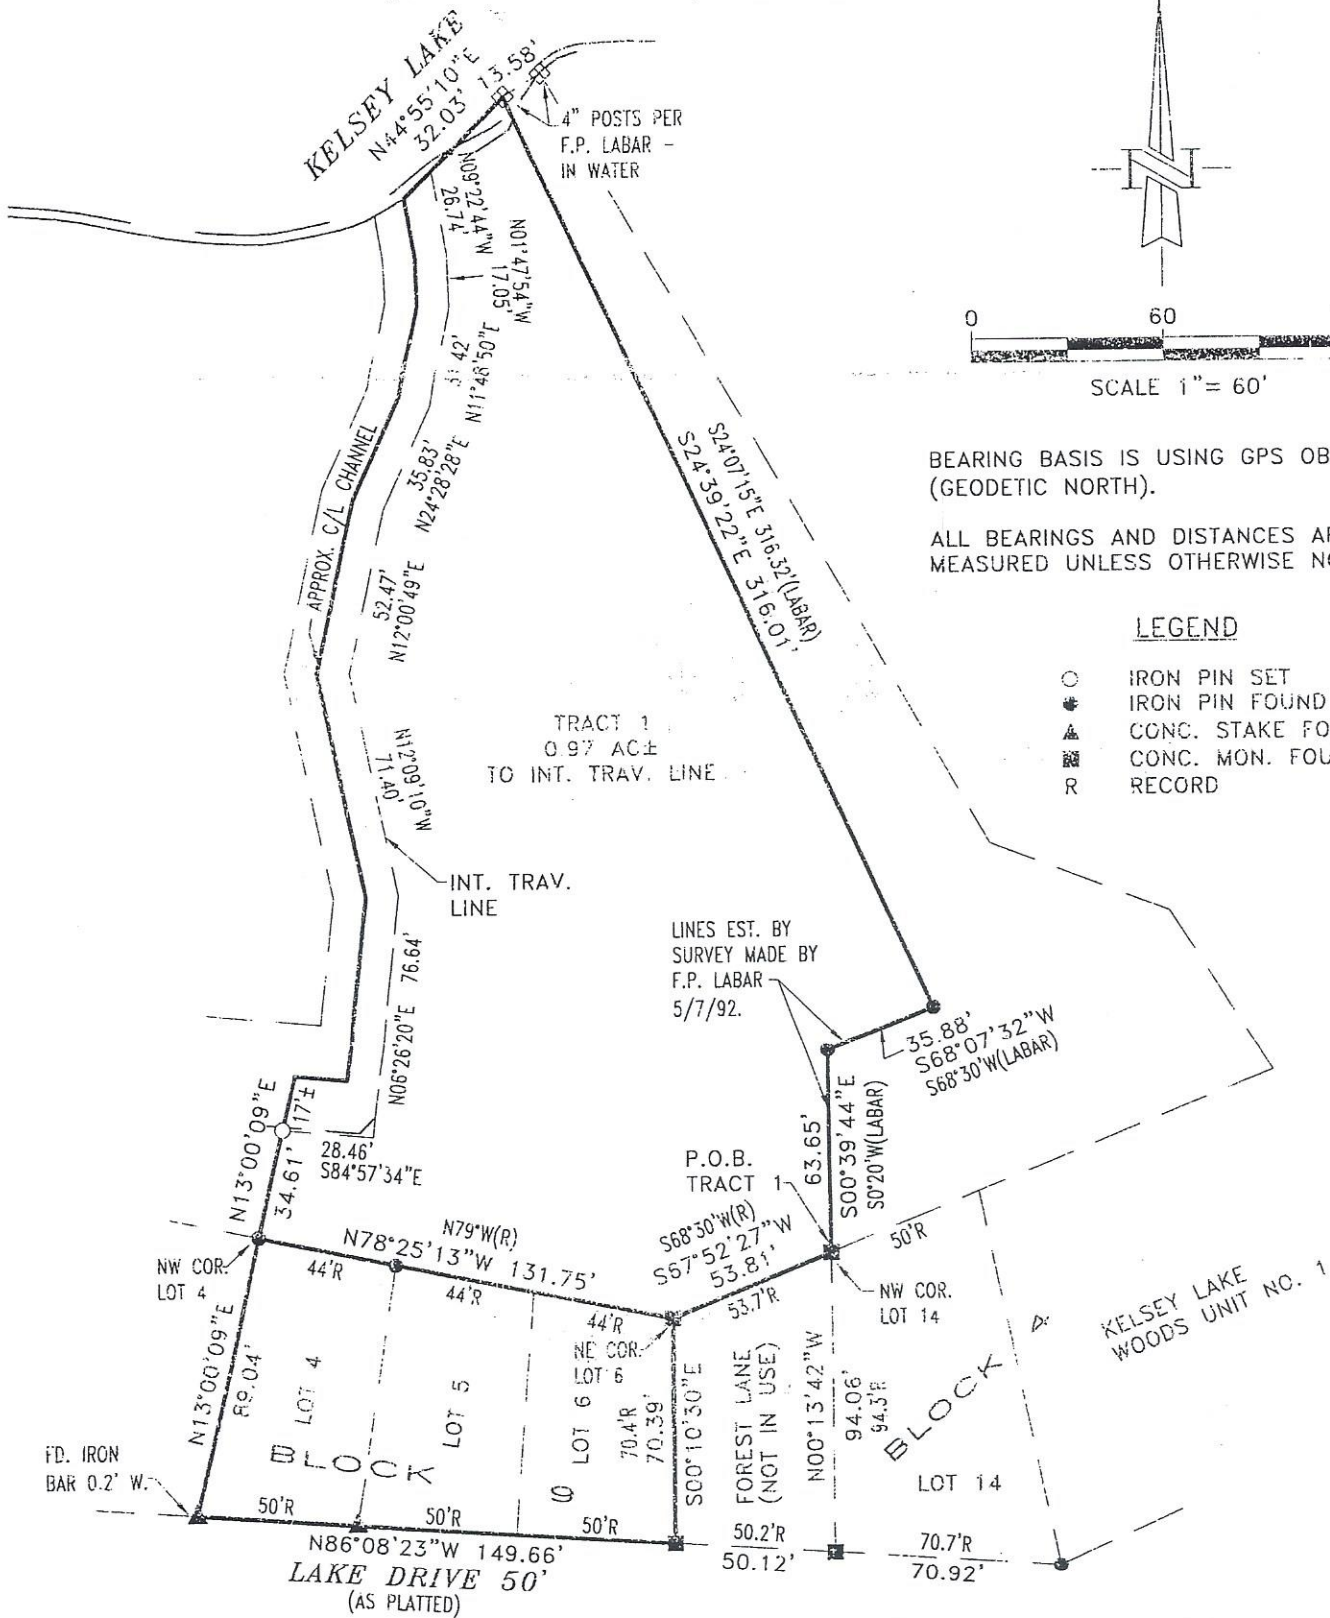 KELSEY LAKE
N44°55'10"E
32.03'
13.58'
4" POSTS PER
F.P. LABAR -
IN WATER
N
N09°22'44"W
26.74'
N01°47'54"W
17.05'
31.42'
N11°48'50"E
35.83'
N24°28'28"E
APPROX. C/L CHANNEL
52.47'
N12°00'49"E
N12°09'10"W
71.40'
S24°07'15"E 316.32'(LABAR)
S24°39'22"E 316.01'
0
60
SCALE 1"= 60'
BEARING BASIS IS USING GPS OB
(GEODETIC NORTH).
ALL BEARINGS AND DISTANCES AR
MEASURED UNLESS OTHERWISE NO
LEGEND
IRON PIN SET
IRON PIN FOUND
CONC. STAKE FO
CONC. MON. FOU
R RECORD
TRACT 1
0.97 AC±
TO INT. TRAV. LINE
INT. TRAV.
LINE
N06°26'20"E 76.64'
LINES EST. BY
SURVEY MADE BY
F.P. LABAR
5/7/92.
35.88'
S68°07'32"W
S68°30'W(LABAR)
63.65'
S00°39'44"E
S0°20'W(LABAR)
17'±
N13°00'09"E
34.61'
28.46'
S84°57'34"E
P.O.B.
TRACT 1
S68°30'W(R)
S67°52'27"W
53.81'
53.7'R
50'R
N79°W(R)
N78°25'13"W 131.75'
44'R
44'R
44'R
NW COR.
LOT 4
NE COR.
LOT 6
NW COR.
LOT 14
N13°00'09"E
89.04'
LOT 4
LOT 5
LOT 6
BLOCK
70.4'R
70.39'
S00°10'30"E
FOREST LANE
(NOT IN USE)
N00°13'42"W
94.06'
94.3'R
BLOCK
LOT 14
KELSEY LAKE
WOODS UNIT NO. 1
FD. IRON
BAR 0.2' W.
50'R
50'R
50'R
50.2'R
50.12'
70.7'R
70.92'
N86°08'23"W 149.66'
LAKE DRIVE 50'
(AS PLATTED)